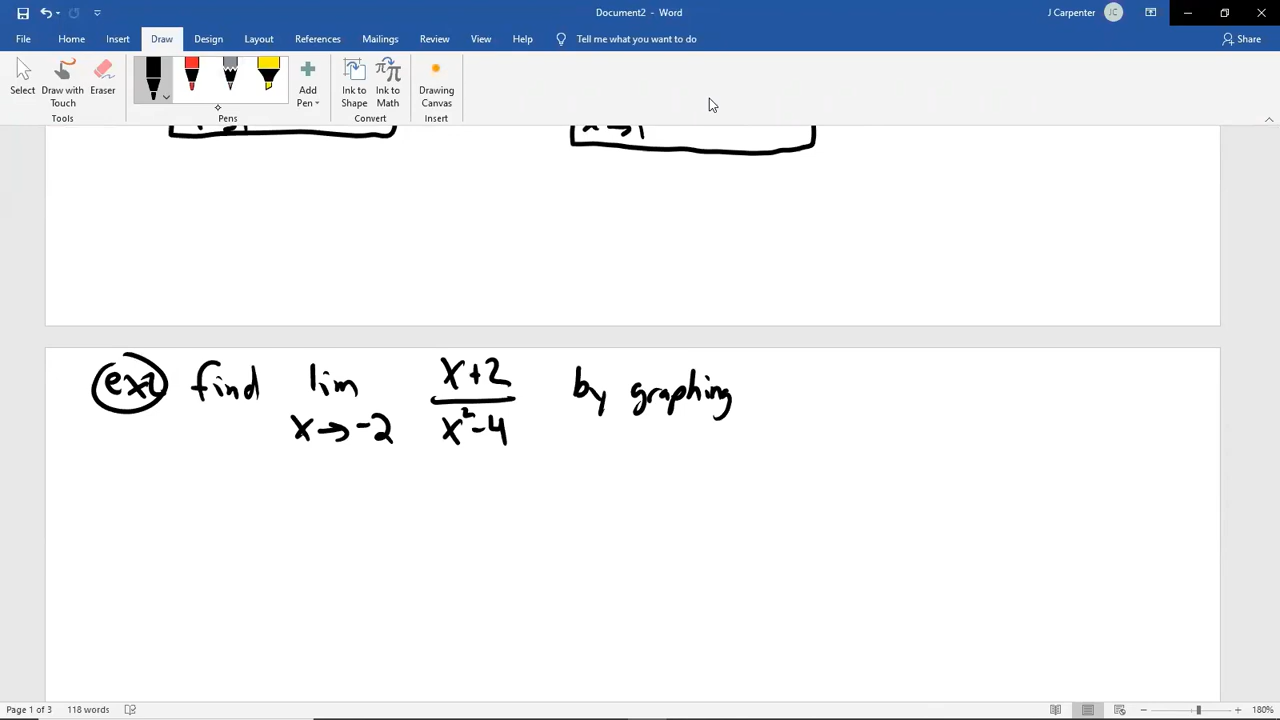 Document2 - Word
J Carpenter JC
File Home Insert Draw Design Layout References Mailings Review View Help Tell me what you want to do Share
Select Draw with Touch Eraser Add Pen Ink to Shape Ink to Math Drawing Canvas
Tools Pens Convert Insert
x → 1
ex2 find lim x+2 by graphing
x → -2 x²-4
Page 1 of 3 118 words 180%